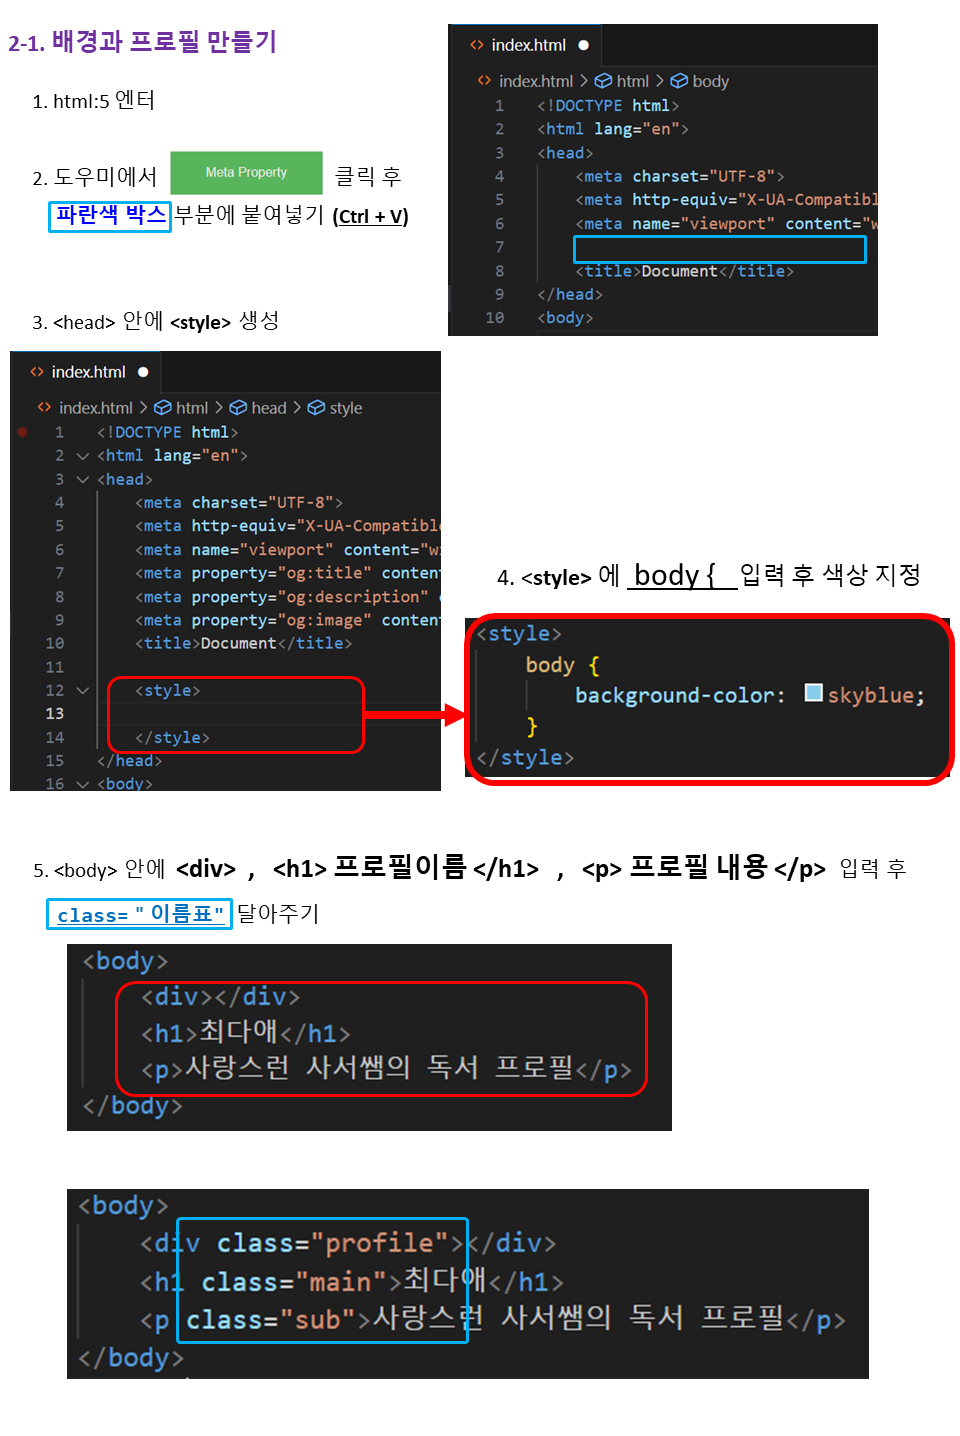 2-1. 배경과 프로필 만들기
1. html:5 엔터
2. 도우미에서 Meta Property 클릭 후
파란색 박스 부분에 붙여넣기 (Ctrl + V)
index.html
index.html > html > body
1 <!DOCTYPE html>
2 <html lang="en">
3 <head>
4 <meta charset="UTF-8">
5 <meta http-equiv="X-UA-Compatibl
6 <meta name="viewport" content="w
7
8 <title>Document</title>
9 </head>
10 <body>
3. <head> 안에 <style> 생성
index.html
index.html > html > head > style
1 <!DOCTYPE html>
2 <html lang="en">
3 <head>
4 <meta charset="UTF-8">
5 <meta http-equiv="X-UA-Compatible
6 <meta name="viewport" content="wi
7 <meta property="og:title" content
8 <meta property="og:description" c
9 <meta property="og:image" content
10 <title>Document</title>
11
12 <style>
13
14 </style>
15 </head>
16 <body>
4. <style> 에 body { 입력 후 색상 지정
<style>
body {
background-color: skyblue;
}
</style>
5. <body> 안에 <div> , <h1> 프로필이름 </h1> , <p> 프로필 내용 </p> 입력 후
class= " 이름표" 달아주기
<body>
<div></div>
<h1>최다애</h1>
<p>사랑스런 사서쌤의 독서 프로필</p>
</body>
<body>
<div class="profile"></div>
<h1 class="main">최다애</h1>
<p class="sub">사랑스런 사서쌤의 독서 프로필</p>
</body>